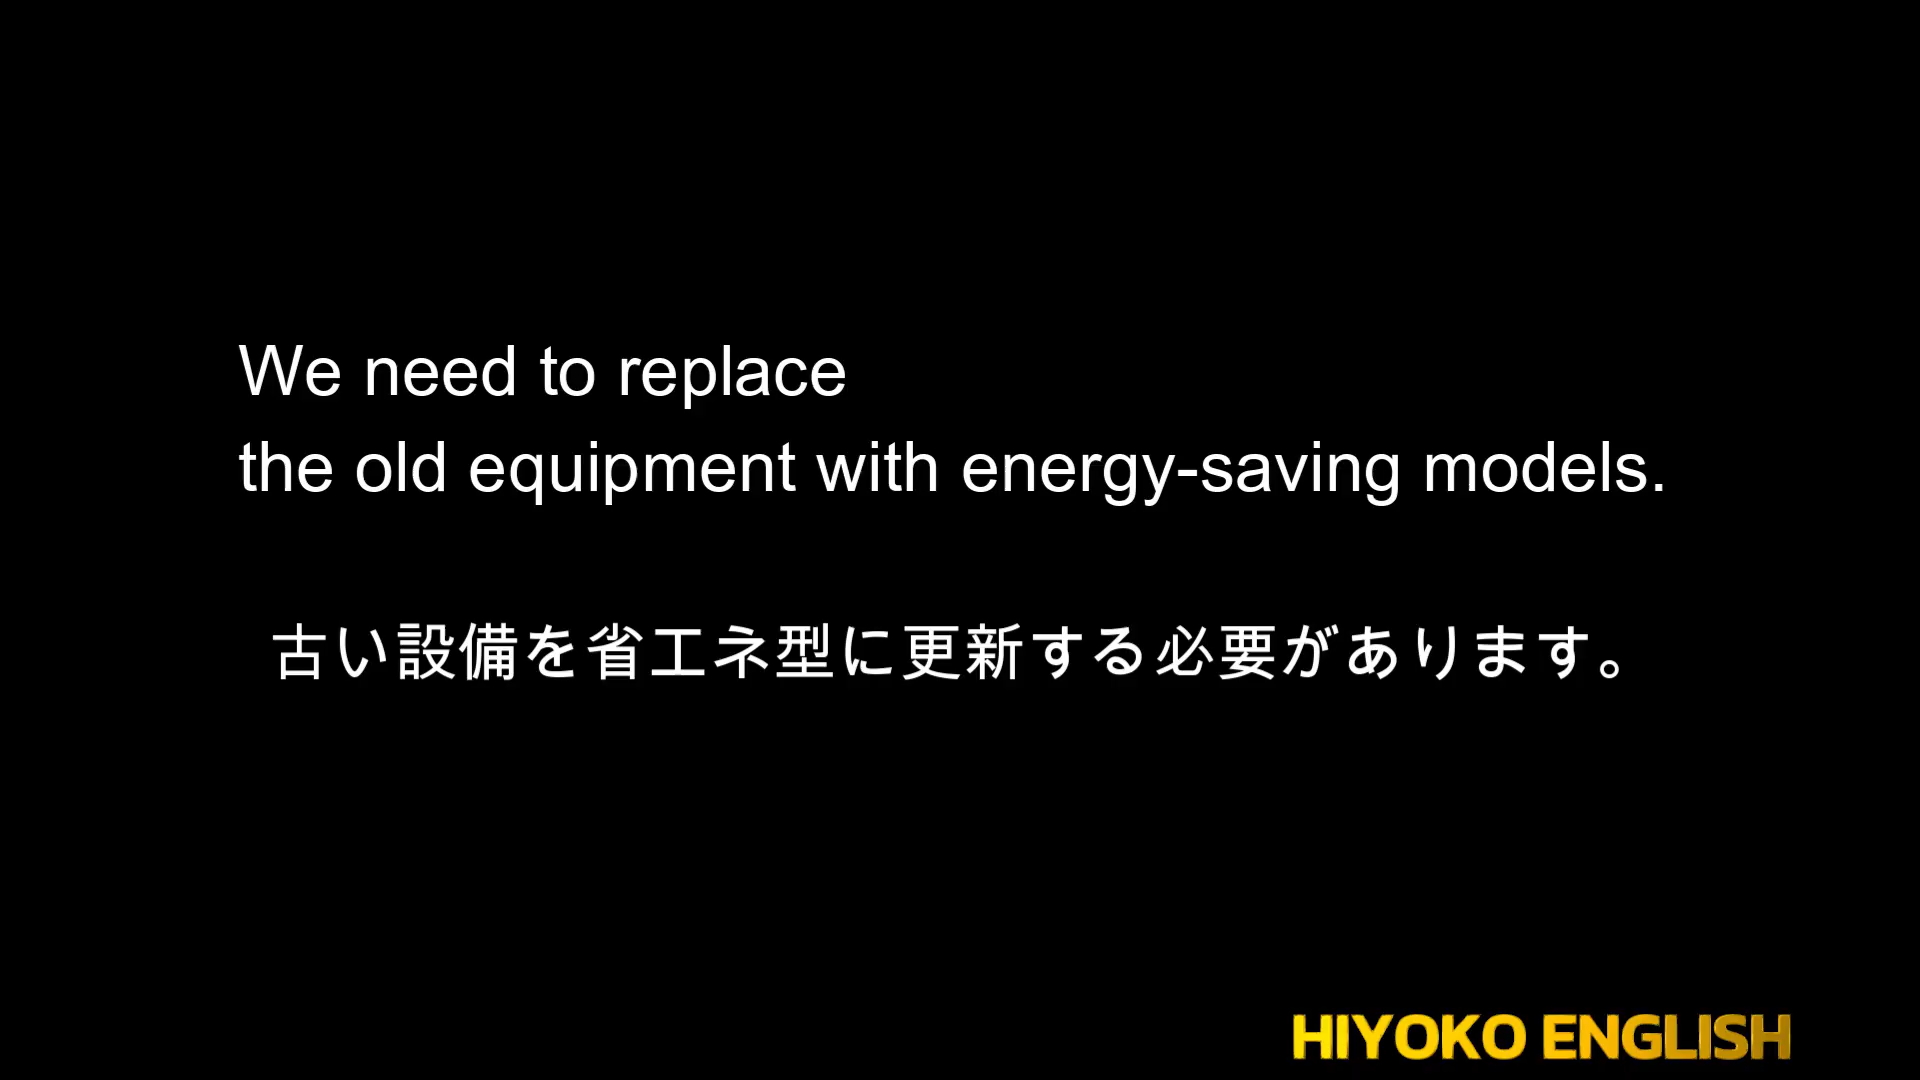 We need to replace
the old equipment with energy-saving models.
古い設備を省エネ型に更新する必要があります。
HIYOKO ENGLISH